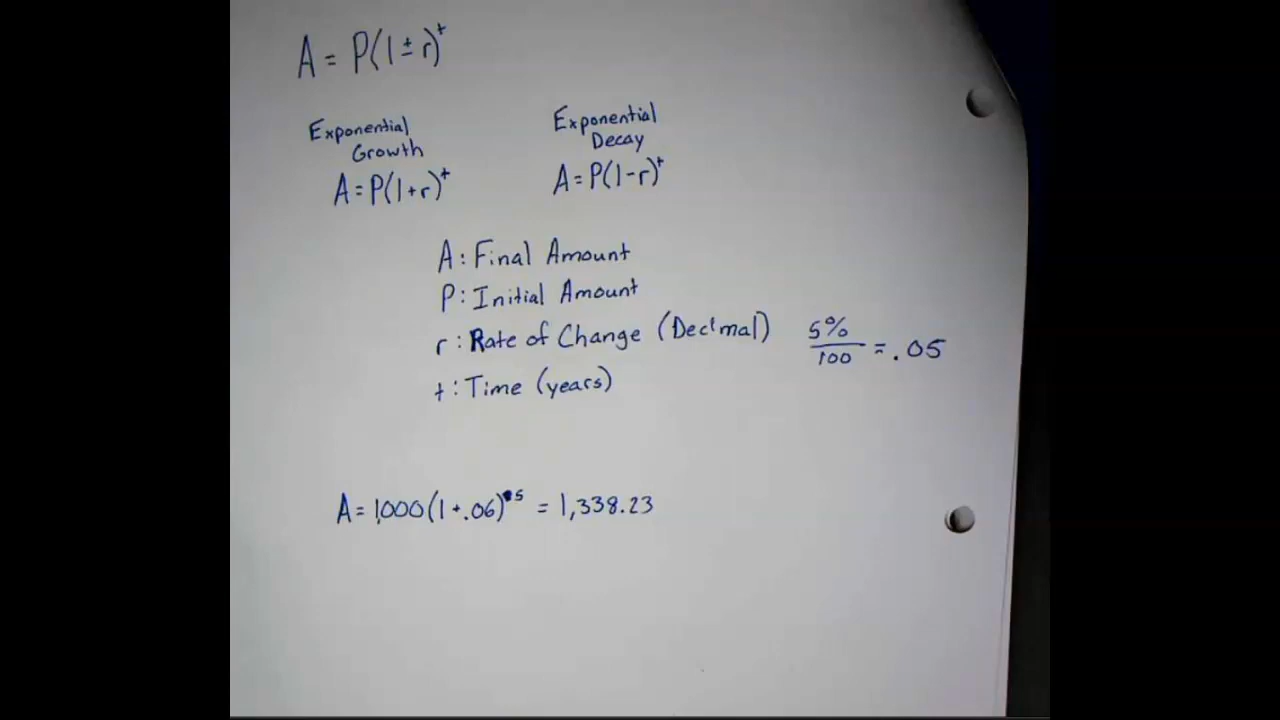 A = P(1 ± r)^t
Exponential Growth
Exponential Decay
A = P(1 + r)^t
A = P(1 - r)^t
A: Final Amount
P: Initial Amount
r: Rate of Change (Decimal) 5%/100 = .05
t: Time (years)
A = 1,000(1 + .06)^5 = 1,338.23